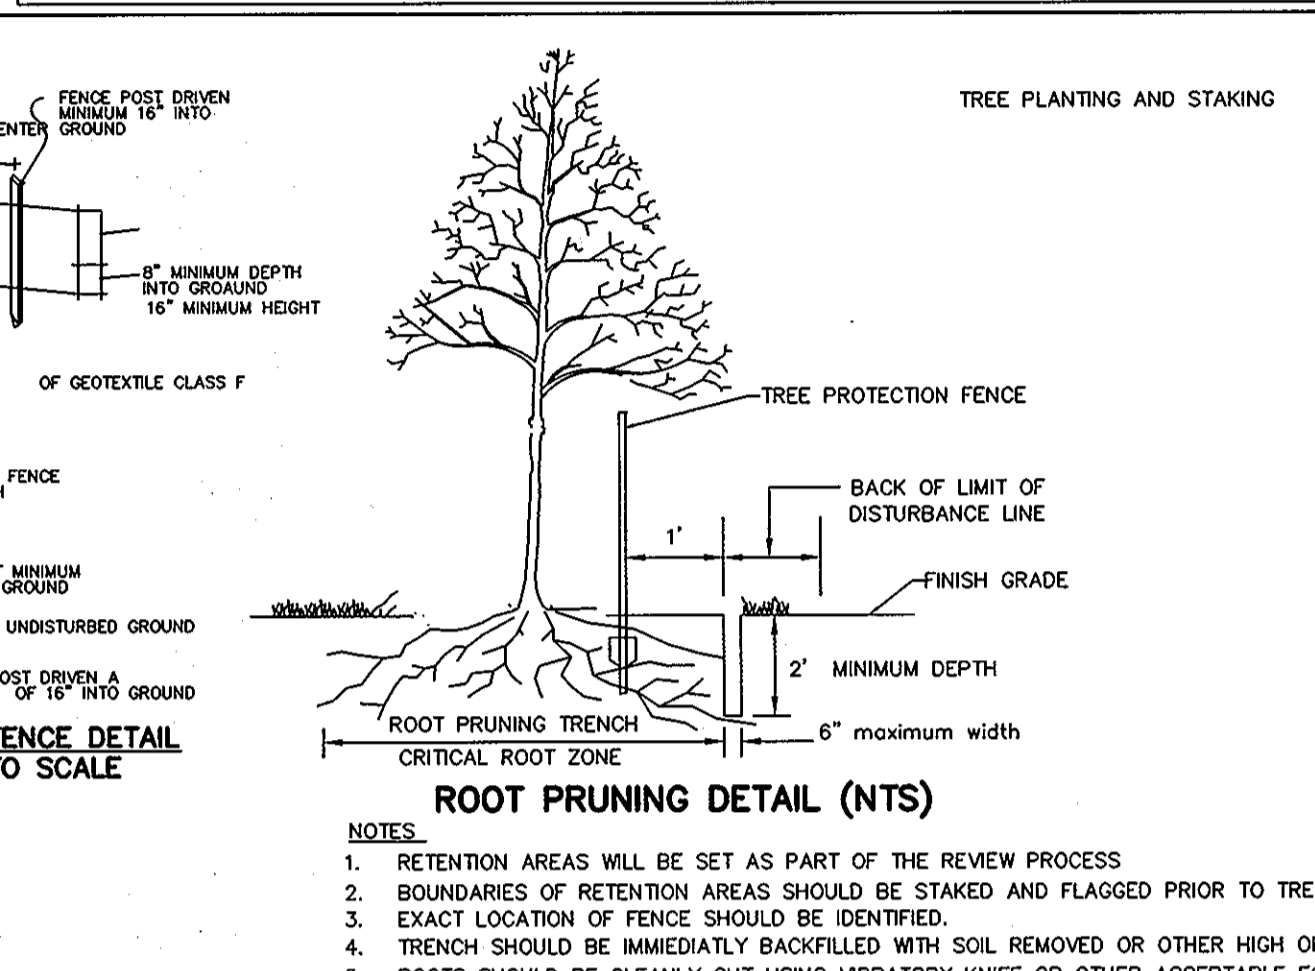 FENCE POST DRIVEN
MINIMUM 16" INTO
GROUND
8" MINIMUM DEPTH
INTO GROAUND
16" MINIMUM HEIGHT
OF GEOTEXTILE CLASS F
FENCE
MINIMUM
GROUND
UNDISTURBED GROUND
DRIVEN A
OF 16" INTO GROUND
DETAIL
SCALE
TREE PLANTING AND STAKING
TREE PROTECTION FENCE
BACK OF LIMIT OF
DISTURBANCE LINE
1'
FINISH GRADE
2' MINIMUM DEPTH
6" maximum width
ROOT PRUNING TRENCH
CRITICAL ROOT ZONE
ROOT PRUNING DETAIL (NTS)
NOTES
1. RETENTION AREAS WILL BE SET AS PART OF THE REVIEW PROCESS
2. BOUNDARIES OF RETENTION AREAS SHOULD BE STAKED AND FLAGGED PRIOR TO
3. EXACT LOCATION OF FENCE SHOULD BE IDENTIFIED.
4. TRENCH SHOULD BE IMMIEDIATLY BACKFILLED WITH SOIL REMOVED OR OTHER HIGH